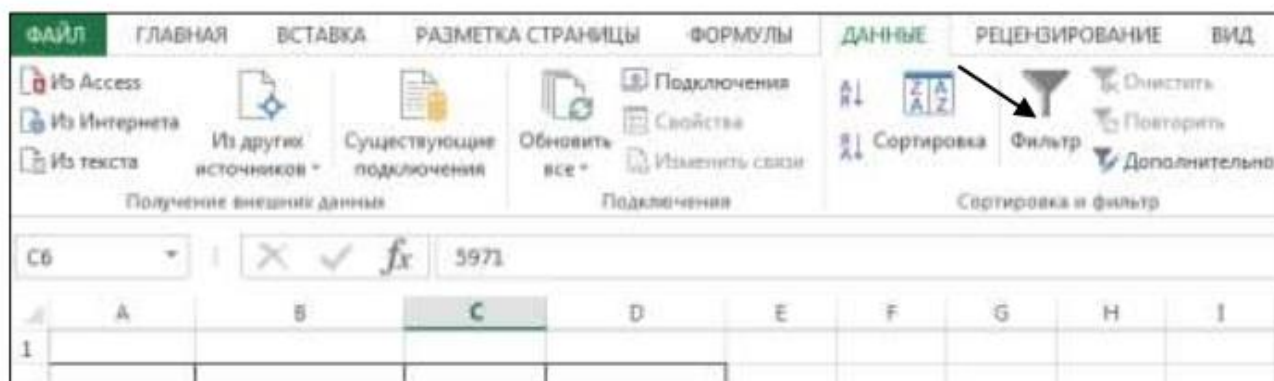 ФАЙЛ ГЛАВНАЯ ВСТАВКА РАЗМЕТКА СТРАНИЦЫ ФОРМУЛЫ ДАННЫЕ РЕЦЕНЗИРОВАНИЕ ВИД
Из Access
Из Интернета
Из текста
Из других
источников
Существующие
подключения
Получение внешних данных
Обновить
все
Подключения
Свойства
Изменить связи
Подключения
Сортировка
Фильтр
Очистить
Повторить
Дополнительно
Сортировка и фильтр
C6 fx 5971
A B C D E F G H I
1